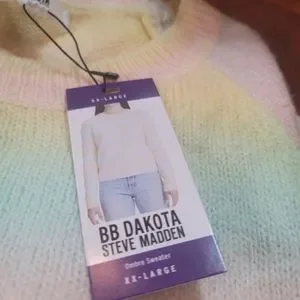 XX-LARGE
BB DAKOTA
STEVE MADDEN
Ombre Sweater
XX-LARGE